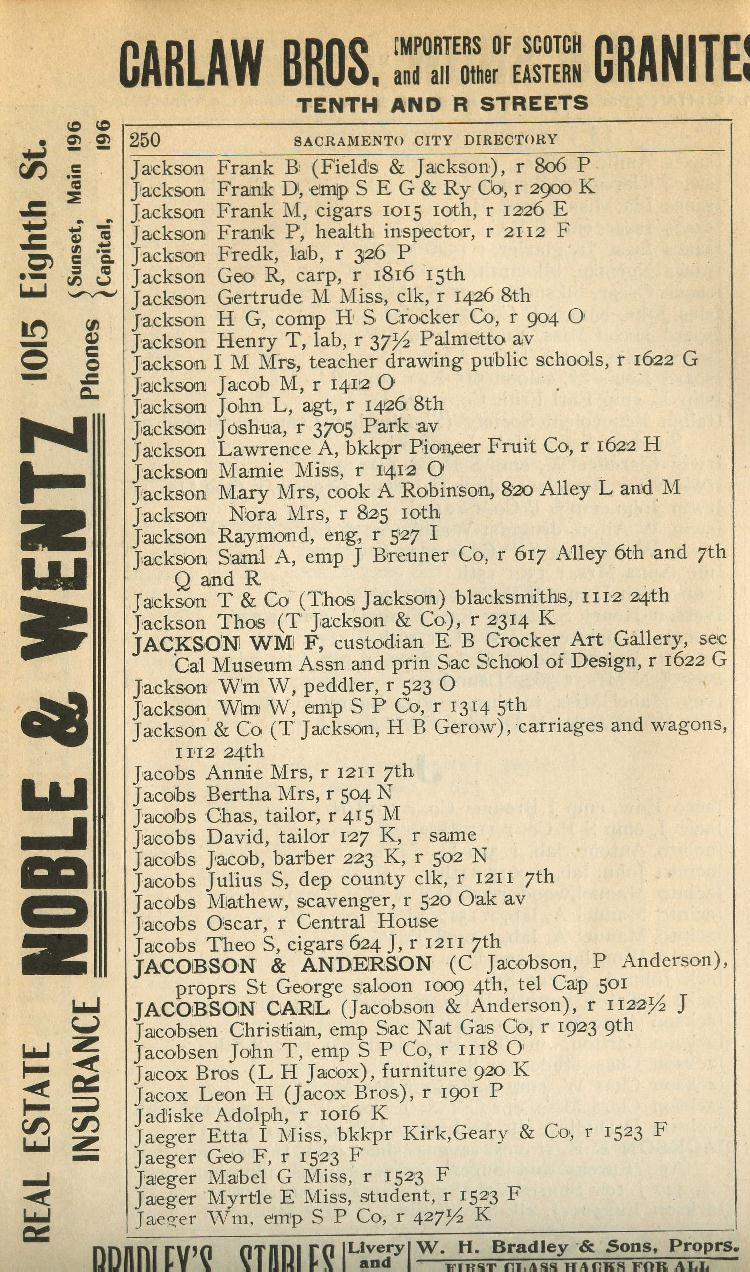 CARLAW BROS. IMPORTERS OF SCOTCH and all Other EASTERN GRANITES
TENTH AND R STREETS
250 SACRAMENTO CITY DIRECTORY
Jackson Frank B (Fields & Jackson), r 806 P
Jackson Frank D, emp S E G & Ry Co, r 2900 K
Jackson Frank M, cigars 1015 10th, r 1226 E
Jackson Frank P, health inspector, r 2112 F
Jackson Fredk, lab, r 326 P
Jackson Geo R, carp, r 1816 15th
Jackson Gertrude M Miss, clk, r 1426 8th
Jackson H G, comp H S Crocker Co, r 904 O
Jackson Henry T, lab, r 37½ Palmetto av
Jackson I M Mrs, teacher drawing public schools, r 1622 G
Jackson Jacob M, r 1412 O
Jackson John L, agt, r 1426 8th
Jackson Joshua, r 3705 Park av
Jackson Lawrence A, bkkpr Pioneer Fruit Co, r 1622 H
Jackson Mamie Miss, r 1412 O
Jackson Mary Mrs, cook A Robinson, 820 Alley L and M
Jackson Nora Mrs, r 825 10th
Jackson Raymond, eng, r 527 I
Jackson Saml A, emp J Breuner Co, r 617 Alley 6th and 7th
Q and R
Jackson T & Co (Thos Jackson) blacksmiths, 1112 24th
Jackson Thos (T Jackson & Co), r 2314 K
JACKSON WM F, custodian E B Crocker Art Gallery, sec
Cal Museum Assn and prin Sac School of Design, r 1622 G
Jackson Wm W, peddler, r 523 O
Jackson Wm W, emp S P Co, r 1314 5th
Jackson & Co (T Jackson, H B Gerow), carriages and wagons,
1112 24th
Jacobs Annie Mrs, r 1211 7th
Jacobs Bertha Mrs, r 504 N
Jacobs Chas, tailor, r 415 M
Jacobs David, tailor 127 K, r same
Jacobs Jacob, barber 223 K, r 502 N
Jacobs Julius S, dep county clk, r 1211 7th
Jacobs Mathew, scavenger, r 520 Oak av
Jacobs Oscar, r Central House
Jacobs Theo S, cigars 624 J, r 1211 7th
JACOBSON & ANDERSON (C Jacobson, P Anderson),
proprs St George saloon 1009 4th, tel Cap 501
JACOBSON CARL (Jacobson & Anderson), r 1122½ J
Jacobsen Christian, emp Sac Nat Gas Co, r 1923 9th
Jacobsen John T, emp S P Co, r 1118 O
Jacox Bros (L H Jacox), furniture 920 K
Jacox Leon H (Jacox Bros), r 1901 P
Jadiske Adolph, r 1016 K
Jaeger Etta I Miss, bkkpr Kirk,Geary & Co, r 1523 F
Jaeger Geo F, r 1523 F
Jaeger Mabel G Miss, r 1523 F
Jaeger Myrtle E Miss, student, r 1523 F
Jaeger Wm, emp S P Co, r 427½ K
REAL ESTATE
INSURANCE
NOBLE & WENTZ
1015 Eighth St.
Phones
Sunset, Main 196
Capital, 196
BRADLEY'S STABLES
Livery
and
W. H. Bradley & Sons, Proprs.
FIRST CLASS HACKS FOR ALL